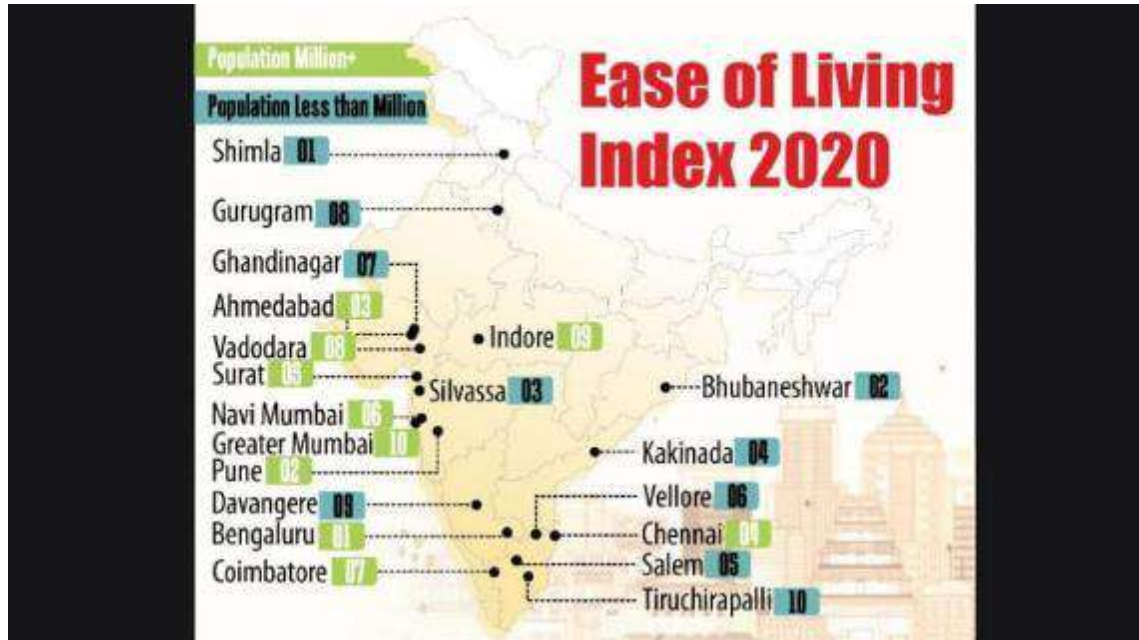 Population Million+
Population Less than Million
Ease of Living
Index 2020
Shimla 01
Gurugram 08
Ghandinagar 07
Ahmedabad 03
Vadodara 08
Surat 05
Navi Mumbai 06
Greater Mumbai 10
Pune 02
Davangere 09
Bengaluru 01
Coimbatore 07
Indore 09
Silvassa 03
Bhubaneshwar 02
Kakinada 04
Vellore 06
Chennai 04
Salem 05
Tiruchirapalli 10